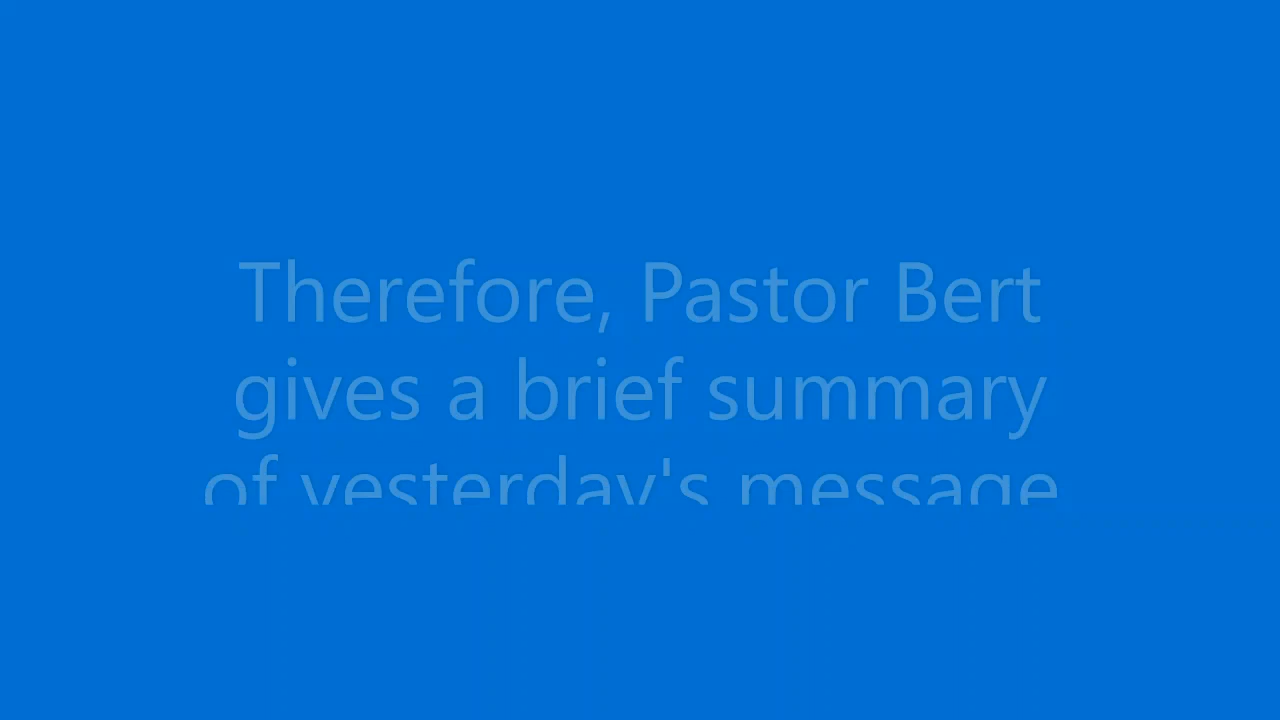 Therefore, Pastor Bert
gives a brief summary
of yesterday's message